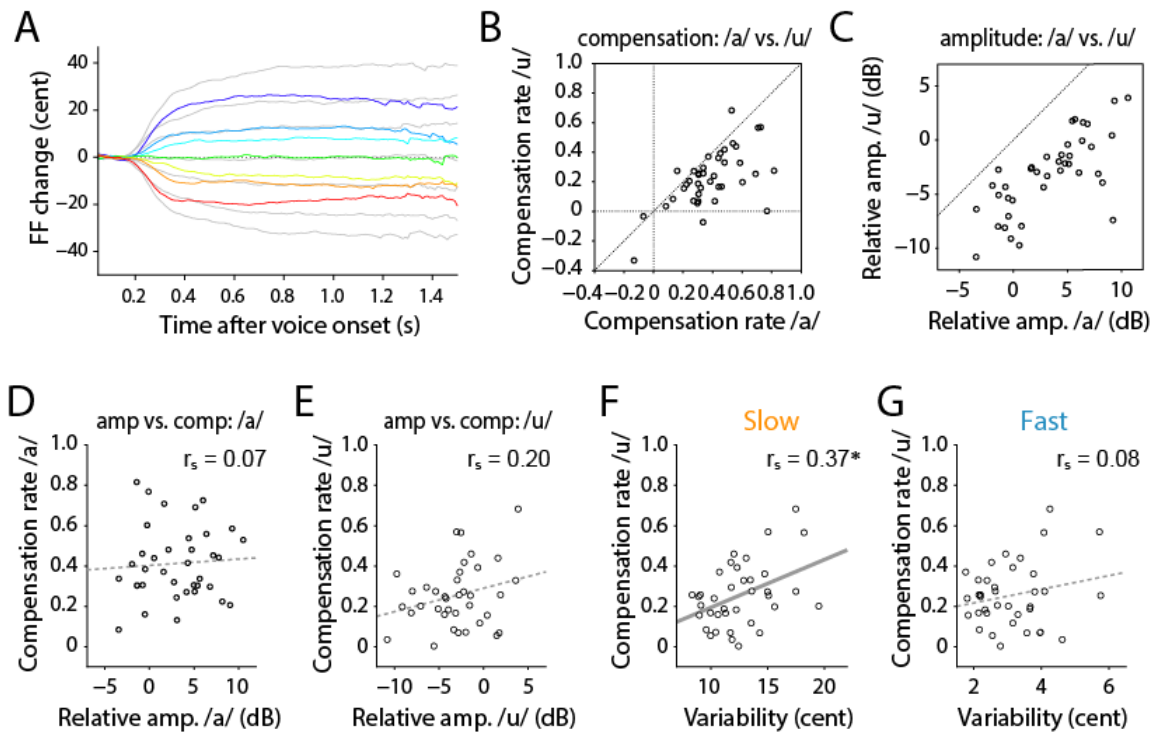 A
FF change (cent)
40
20
0
−20
−40
0.2 0.4 0.6 0.8 1.0 1.2 1.4
Time after voice onset (s)
B
compensation: /a/ vs. /u/
Compensation rate /u/
1.0
0.8
0.6
0.4
0.2
0
−0.2
−0.4
−0.4 −0.2 0 0.2 0.4 0.6 0.8 1.0
Compensation rate /a/
C
amplitude: /a/ vs. /u/
Relative amp. /u/ (dB)
5
0
−5
−10
−5 0 5 10
Relative amp. /a/ (dB)
D
amp vs. comp: /a/
rs = 0.07
Compensation rate /a/
1.0
0.8
0.6
0.4
0.2
0
−5 0 5 10
Relative amp. /a/ (dB)
E
amp vs. comp: /u/
rs = 0.20
Compensation rate /u/
1.0
0.8
0.6
0.4
0.2
0
−10 −5 0 5
Relative amp. /u/ (dB)
F
Slow
rs = 0.37*
Compensation rate /u/
1.0
0.8
0.6
0.4
0.2
0
10 15 20
Variability (cent)
G
Fast
rs = 0.08
Compensation rate /u/
1.0
0.8
0.6
0.4
0.2
0
2 4 6
Variability (cent)